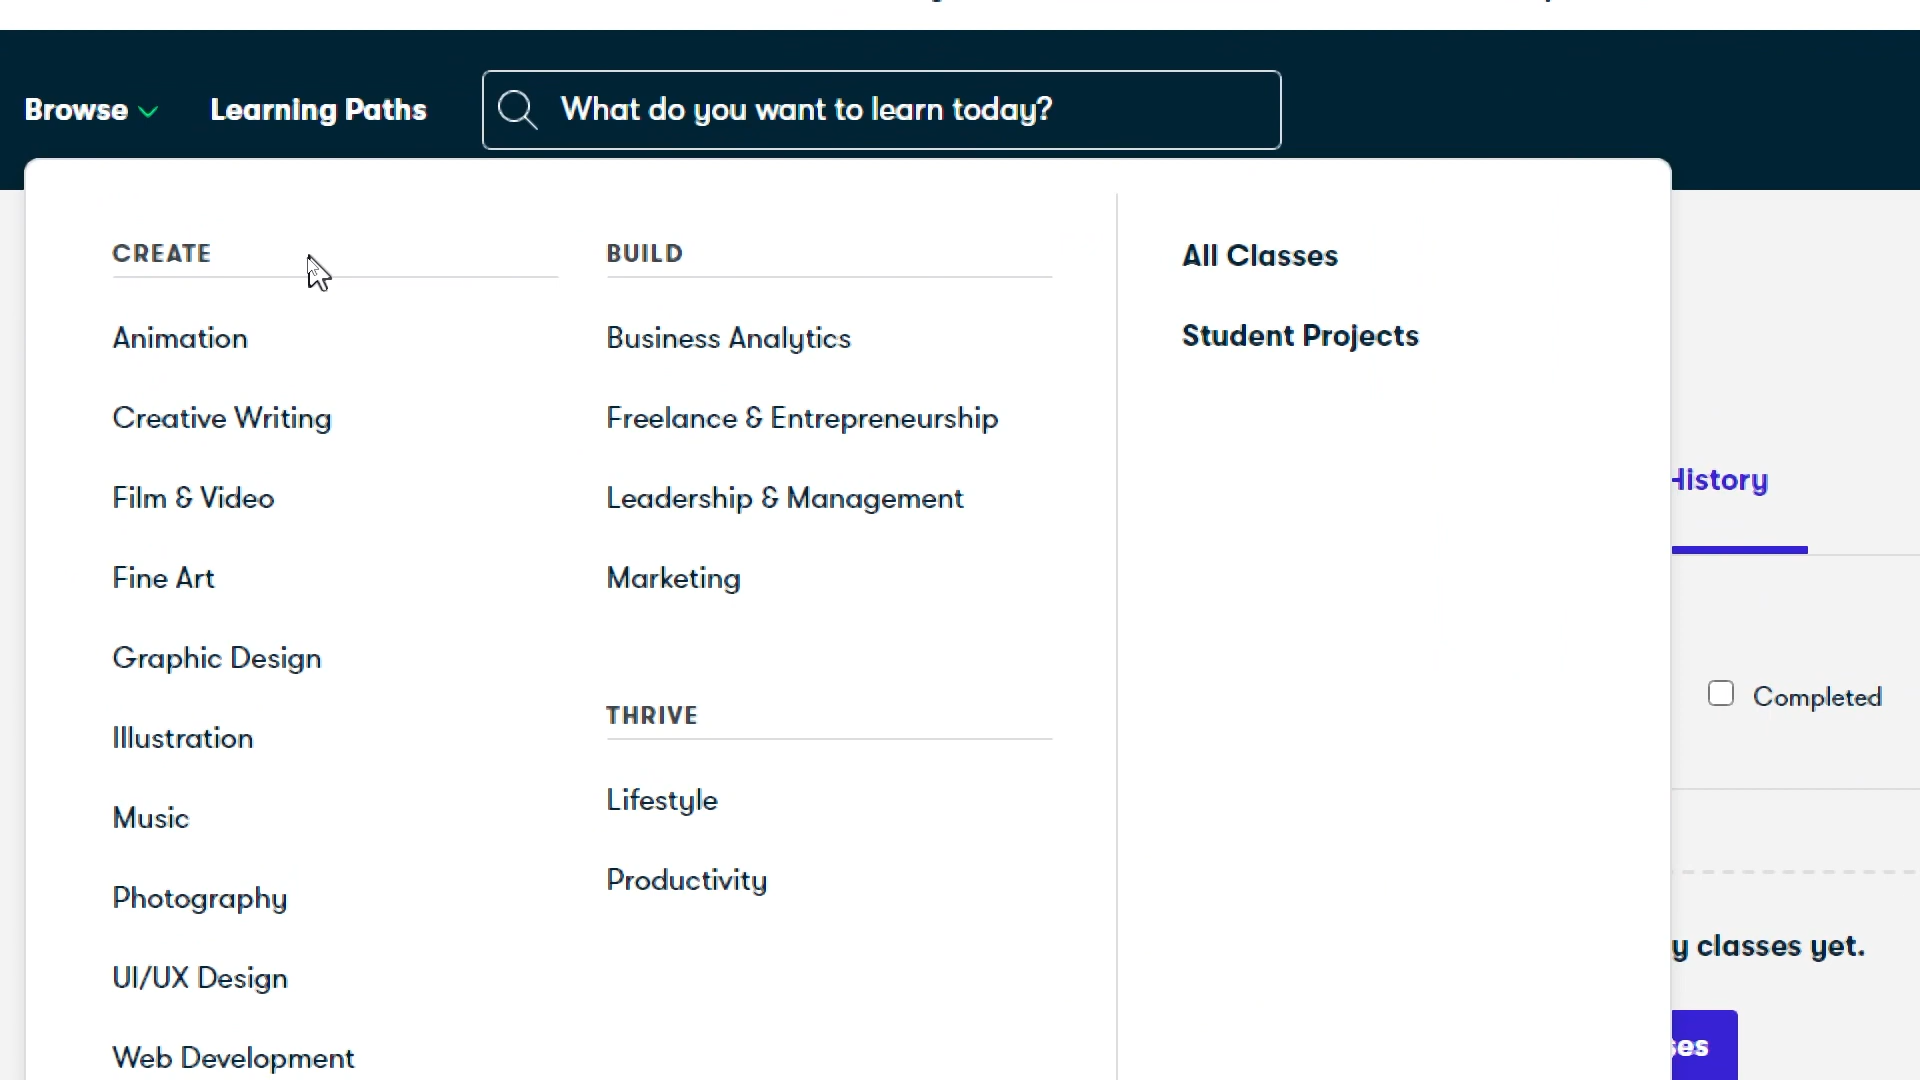 Browse
Learning Paths
What do you want to learn today?
CREATE
Animation
Creative Writing
Film & Video
Fine Art
Graphic Design
Illustration
Music
Photography
UI/UX Design
Web Development
BUILD
Business Analytics
Freelance & Entrepreneurship
Leadership & Management
Marketing
THRIVE
Lifestyle
Productivity
All Classes
Student Projects
History
Completed
y classes yet.
ses